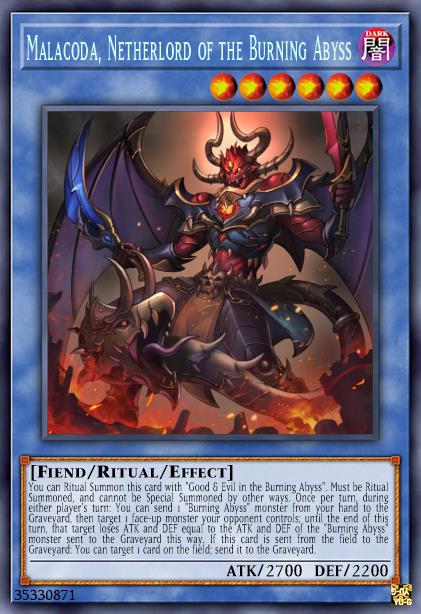 Malacoda, Netherlord of the Burning Abyss
DARK
闇
[Fiend/Ritual/Effect]
You can Ritual Summon this card with "Good & Evil in the Burning Abyss". Must be Ritual
Summoned, and cannot be Special Summoned by other ways. Once per turn, during
either player's turn: You can send 1 "Burning Abyss" monster from your hand to the
Graveyard, then target 1 face-up monster your opponent controls; until the end of this
turn, that target loses ATK and DEF equal to the ATK and DEF of the "Burning Abyss"
monster sent to the Graveyard this way. If this card is sent from the field to the
Graveyard: You can target 1 card on the field; send it to the Graveyard.
ATK/2700 DEF/2200
35330871